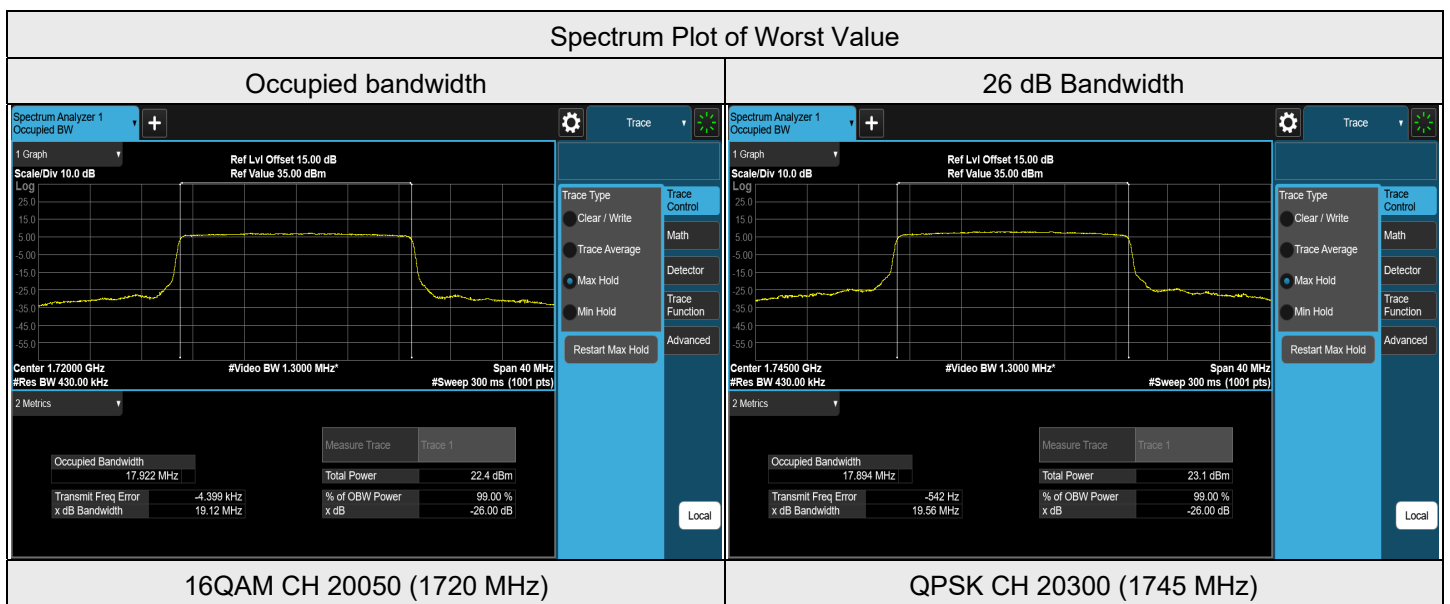 Spectrum Plot of Worst Value
Occupied bandwidth
26 dB Bandwidth
Spectrum Analyzer 1
Occupied BW
+
Trace
1 Graph
Scale/Div 10.0 dB
Ref Lvl Offset 15.00 dB
Ref Value 35.00 dBm
Log
25.0
15.0
5.00
-5.00
-15.0
-25.0
-35.0
-45.0
-55.0
Center 1.72000 GHz
#Res BW 430.00 kHz
#Video BW 1.3000 MHz*
Span 40 MHz
#Sweep 300 ms (1001 pts)
Trace Type
Clear / Write
Trace Average
Max Hold
Min Hold
Restart Max Hold
Trace
Control
Math
Detector
Trace
Function
Advanced
2 Metrics
Measure Trace Trace 1
Occupied Bandwidth
17.922 MHz
Total Power 22.4 dBm
Transmit Freq Error -4.399 kHz
% of OBW Power 99.00 %
x dB Bandwidth 19.12 MHz
x dB -26.00 dB
Local
Spectrum Analyzer 1
Occupied BW
+
Trace
1 Graph
Scale/Div 10.0 dB
Ref Lvl Offset 15.00 dB
Ref Value 35.00 dBm
Log
25.0
15.0
5.00
-5.00
-15.0
-25.0
-35.0
-45.0
-55.0
Center 1.74500 GHz
#Res BW 430.00 kHz
#Video BW 1.3000 MHz*
Span 40 MHz
#Sweep 300 ms (1001 pts)
Trace Type
Clear / Write
Trace Average
Max Hold
Min Hold
Restart Max Hold
Trace
Control
Math
Detector
Trace
Function
Advanced
2 Metrics
Measure Trace Trace 1
Occupied Bandwidth
17.894 MHz
Total Power 23.1 dBm
Transmit Freq Error -542 Hz
% of OBW Power 99.00 %
x dB Bandwidth 19.56 MHz
x dB -26.00 dB
Local
16QAM CH 20050 (1720 MHz)
QPSK CH 20300 (1745 MHz)